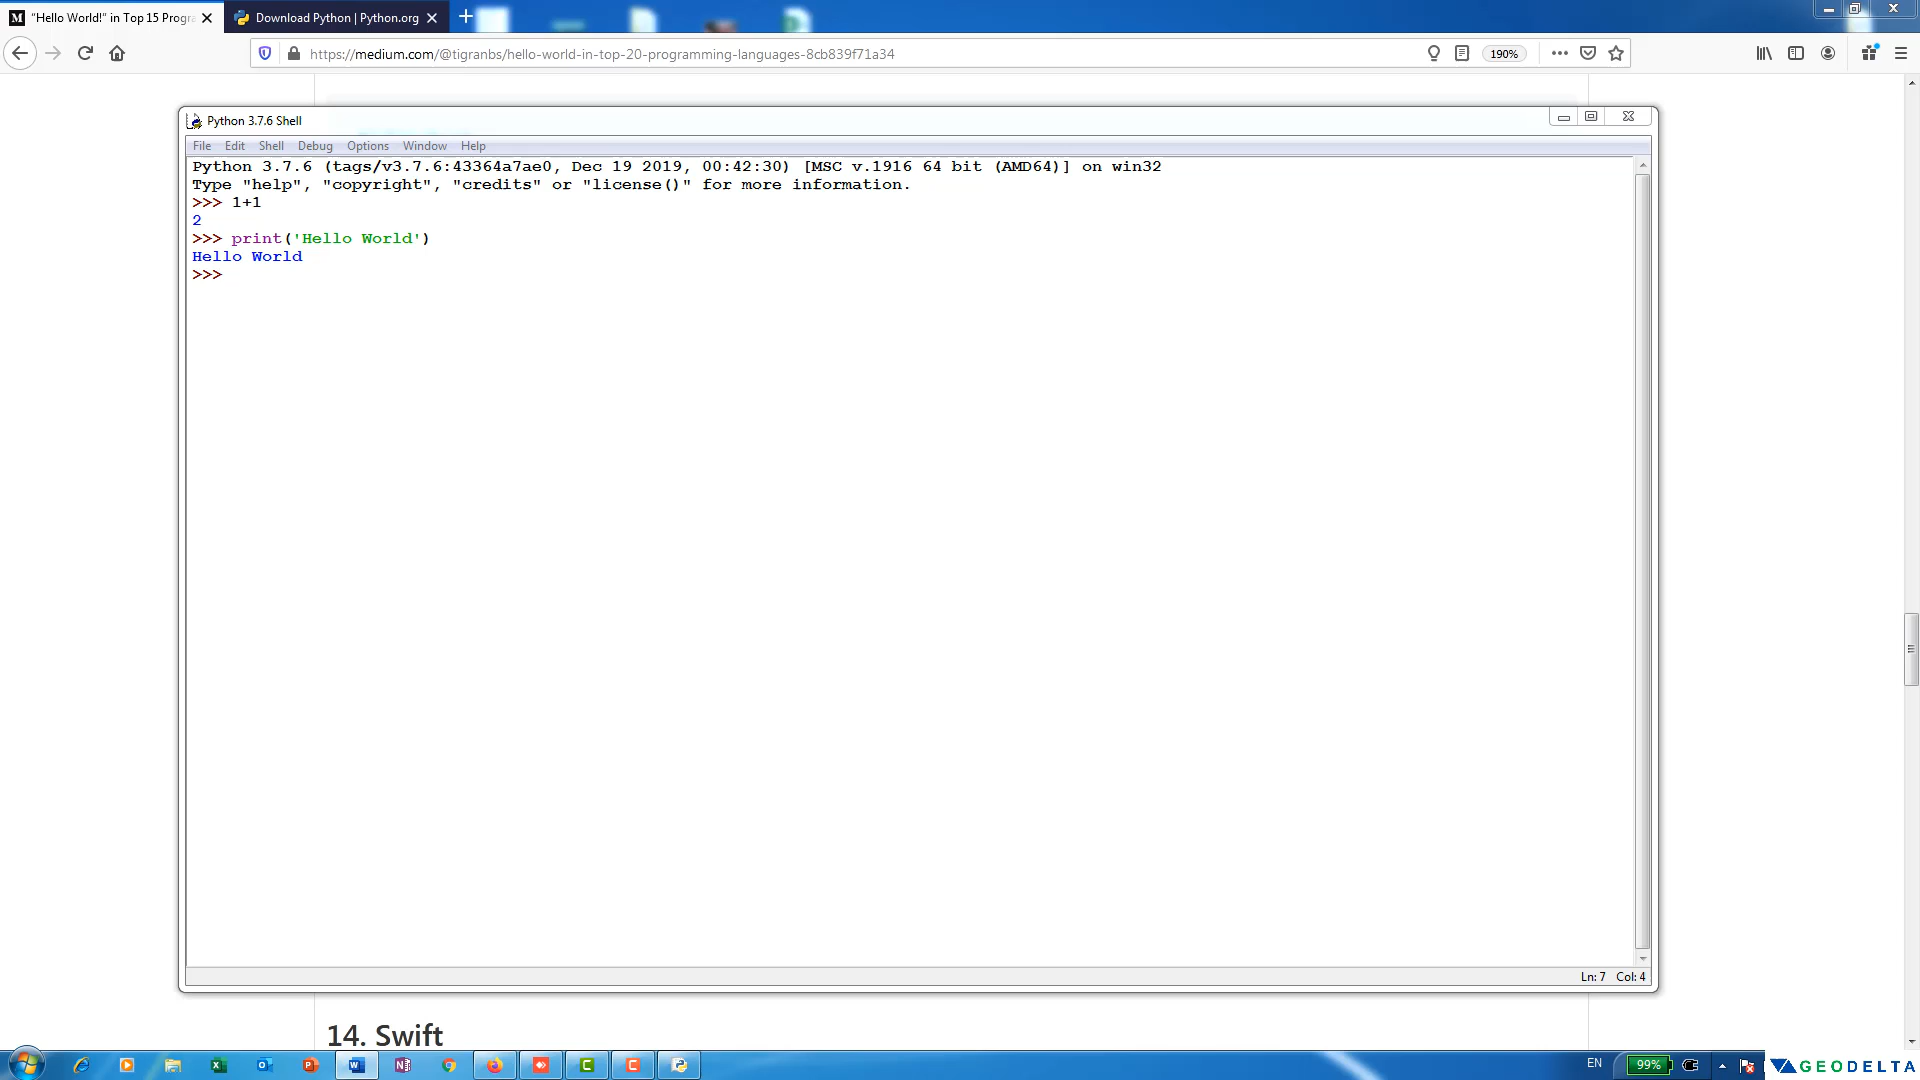 "Hello World!" in Top 15 Progra
Download Python | Python.org
https://medium.com/@tigranbs/hello-world-in-top-20-programming-languages-8cb839f71a34
190%
Python 3.7.6 Shell
File Edit Shell Debug Options Window Help
Python 3.7.6 (tags/v3.7.6:43364a7ae0, Dec 19 2019, 00:42:30) [MSC v.1916 64 bit (AMD64)] on win32
Type "help", "copyright", "credits" or "license()" for more information.
>>> 1+1
2
>>> print('Hello World')
Hello World
>>>
Ln: 7 Col: 4
14. Swift
EN
99%
GEODELTA